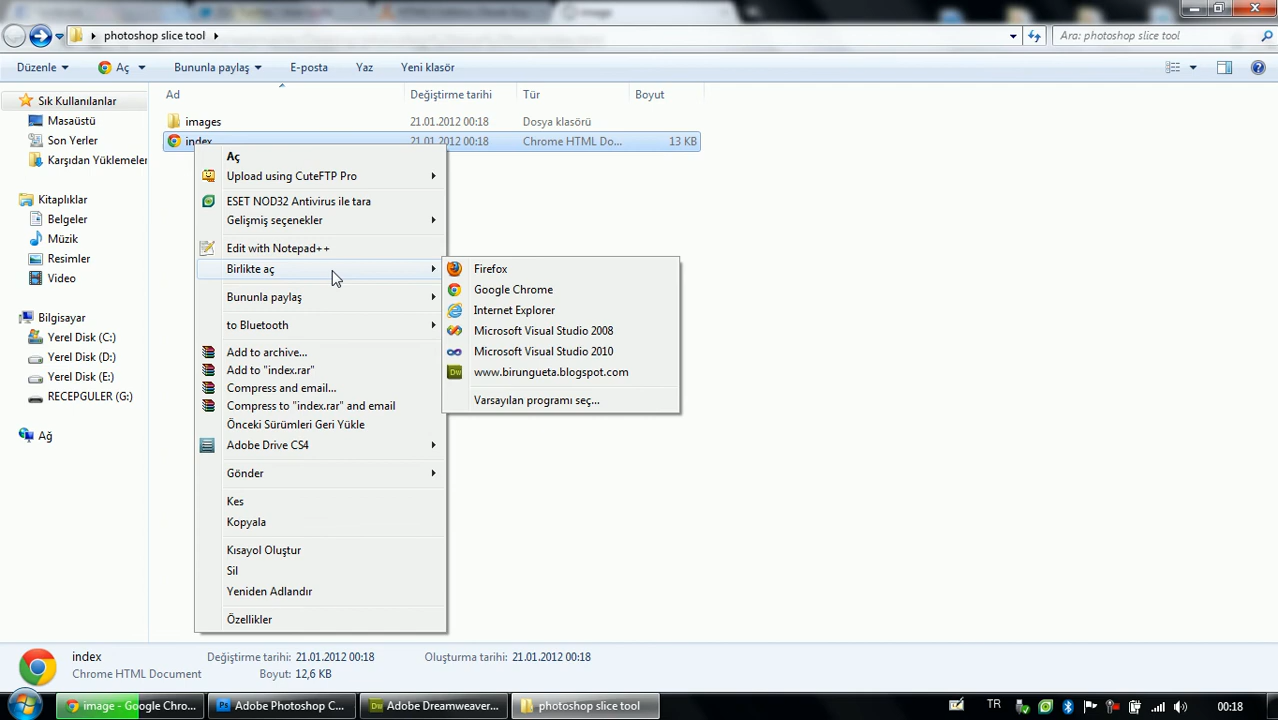 image
photoshop slice tool
Ara: photoshop slice tool
Düzenle
Aç
Bununla paylaş
E-posta
Yaz
Yeni klasör
Ad
Değiştirme tarihi
Tür
Boyut
Sık Kullanılanlar
Masaüstü
Son Yerler
Karşıdan Yüklemeler
Kitaplıklar
Belgeler
Müzik
Resimler
Video
Bilgisayar
Yerel Disk (C:)
Yerel Disk (D:)
Yerel Disk (E:)
RECEPGULER (G:)
Ağ
images 21.01.2012 00:18 Dosya klasörü
index 21.01.2012 00:18 Chrome HTML Do... 13 KB
Aç
Upload using CuteFTP Pro
ESET NOD32 Antivirus ile tara
Gelişmiş seçenekler
Edit with Notepad++
Birlikte aç
Bununla paylaş
to Bluetooth
Add to archive...
Add to "index.rar"
Compress and email...
Compress to "index.rar" and email
Önceki Sürümleri Geri Yükle
Adobe Drive CS4
Gönder
Kes
Kopyala
Kısayol Oluştur
Sil
Yeniden Adlandır
Özellikler
Firefox
Google Chrome
Internet Explorer
Microsoft Visual Studio 2008
Microsoft Visual Studio 2010
Dw www.birungueta.blogspot.com
Varsayılan programı seç...
index Değiştirme tarihi: 21.01.2012 00:18 Oluşturma tarihi: 21.01.2012 00:18
Chrome HTML Document Boyut: 12,6 KB
image - Google Chro...
Ps Adobe Photoshop C...
Dw Adobe Dreamweaver...
photoshop slice tool
TR
00:18